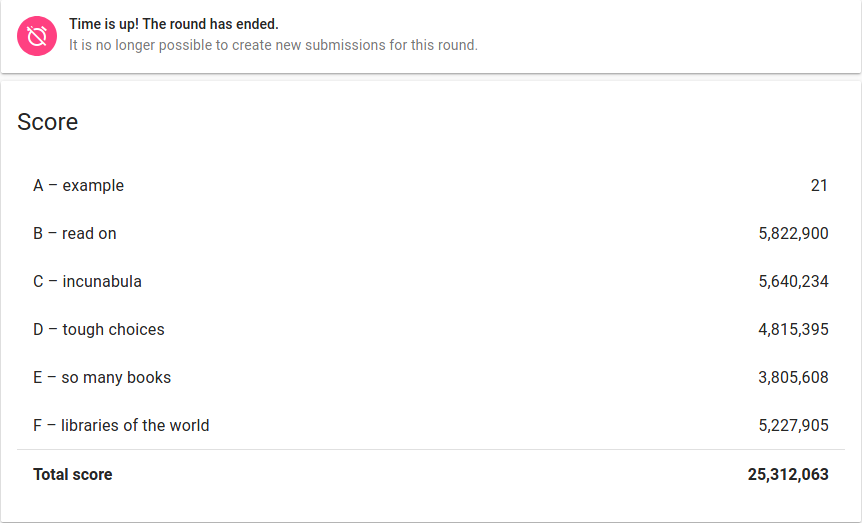 Time is up! The round has ended.
It is no longer possible to create new submissions for this round.
Score
A – example 21
B – read on 5,822,900
C – incunabula 5,640,234
D – tough choices 4,815,395
E – so many books 3,805,608
F – libraries of the world 5,227,905
Total score 25,312,063